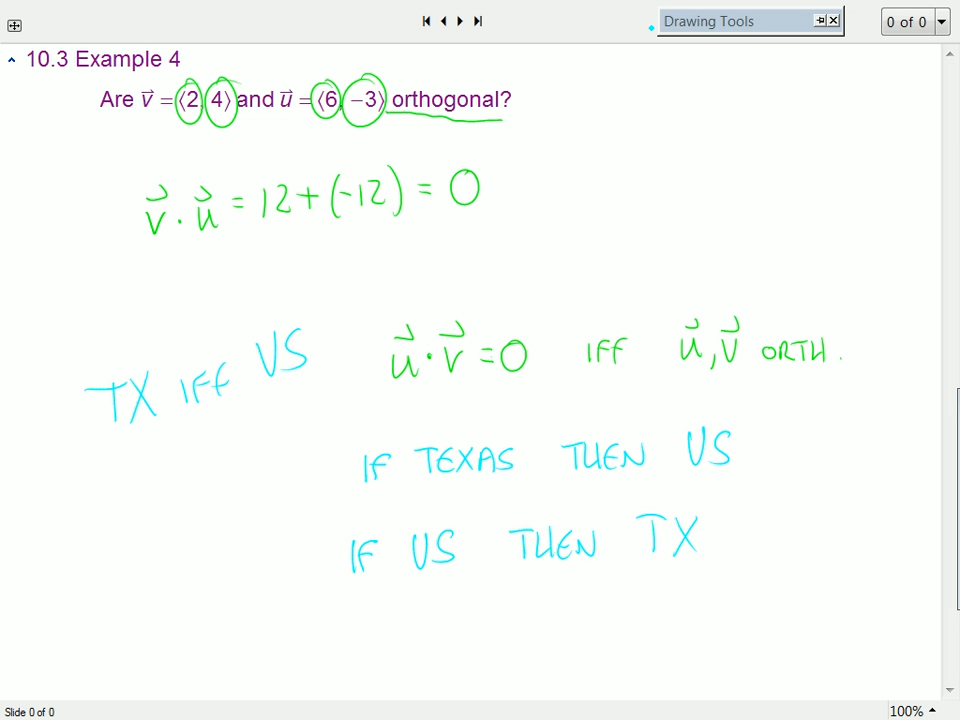 Drawing Tools
0 of 0
10.3 Example 4
Are v⃗ = ⟨2, 4⟩ and u⃗ = ⟨6, −3⟩ orthogonal?
v⃗ · u⃗ = 12 + (-12) = 0
TX IFF US
u⃗ · v⃗ = 0 IFF u⃗, v⃗ ORTH.
IF TEXAS THEN US
IF US THEN TX
Slide 0 of 0
100%